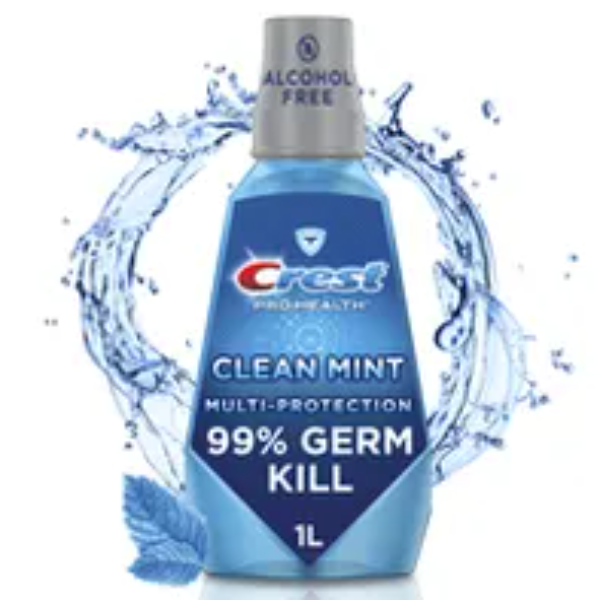 ALCOHOL
FREE
Crest
PRO-HEALTH
CLEAN MINT
MULTI-PROTECTION
99% GERM
KILL
1L